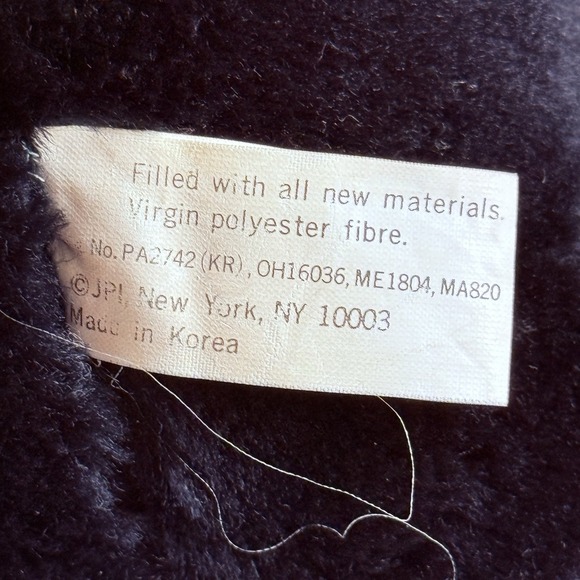 Filled with all new materials.
Virgin polyester fibre.
No. PA2742 (KR), OH16036, ME1804, MA820
©JPI, New York, NY 10003
Made in Korea